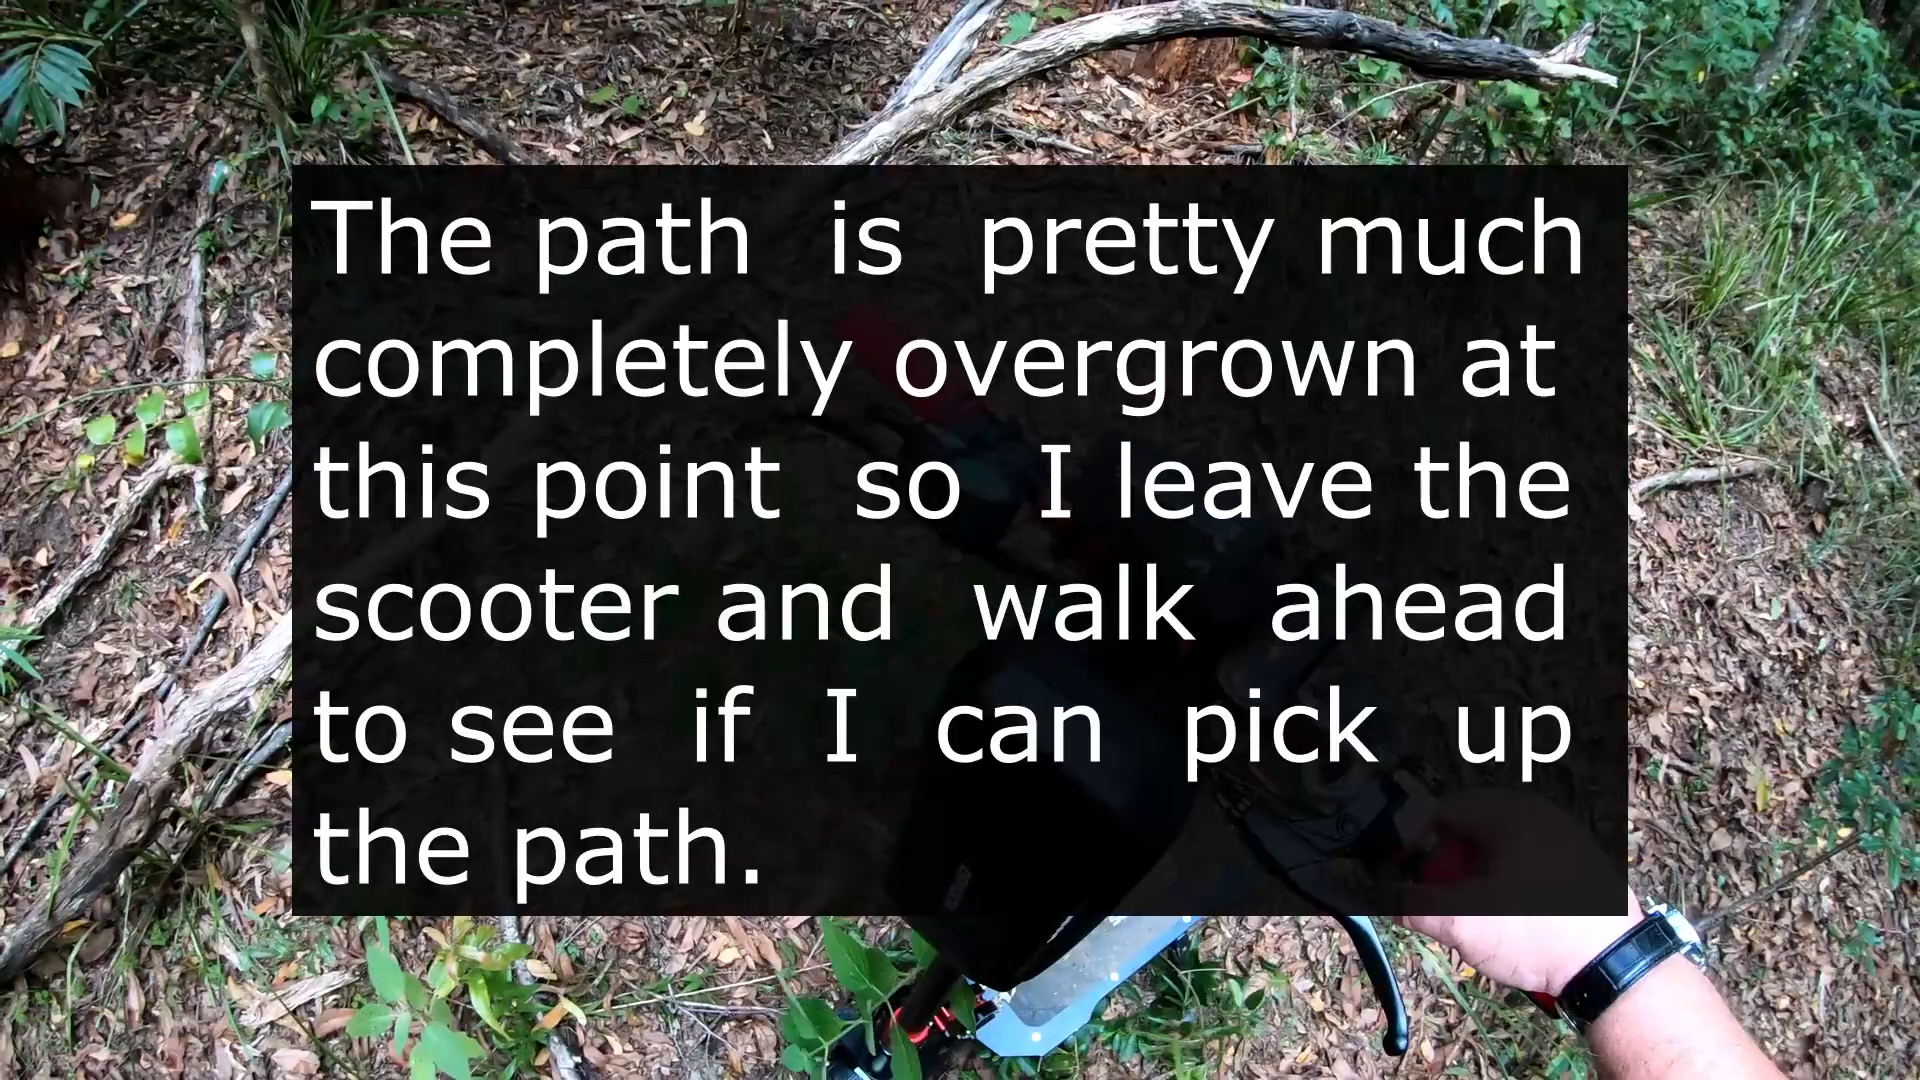 The path is pretty much
completely overgrown at
this point so I leave the
scooter and walk ahead
to see if I can pick up
the path.